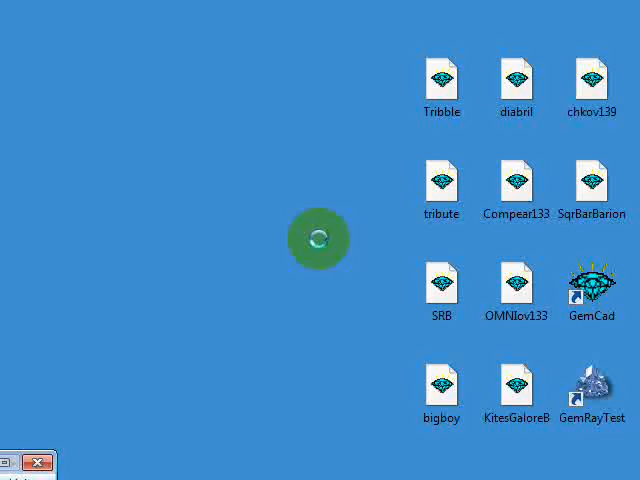 Tribble
diabril
chkov139
tribute
Compear133
SqrBarBarion
SRB
OMNIov133
GemCad
bigboy
KitesGaloreB
GemRayTest